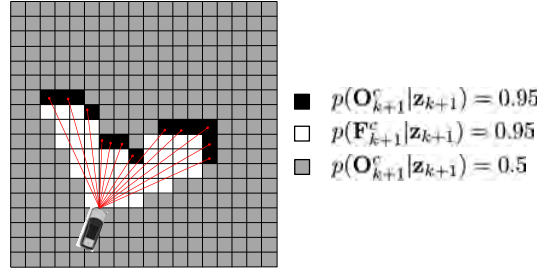 p(O^c_{k+1}|z_{k+1}) = 0.95
p(F^c_{k+1}|z_{k+1}) = 0.95
p(O^c_{k+1}|z_{k+1}) = 0.5